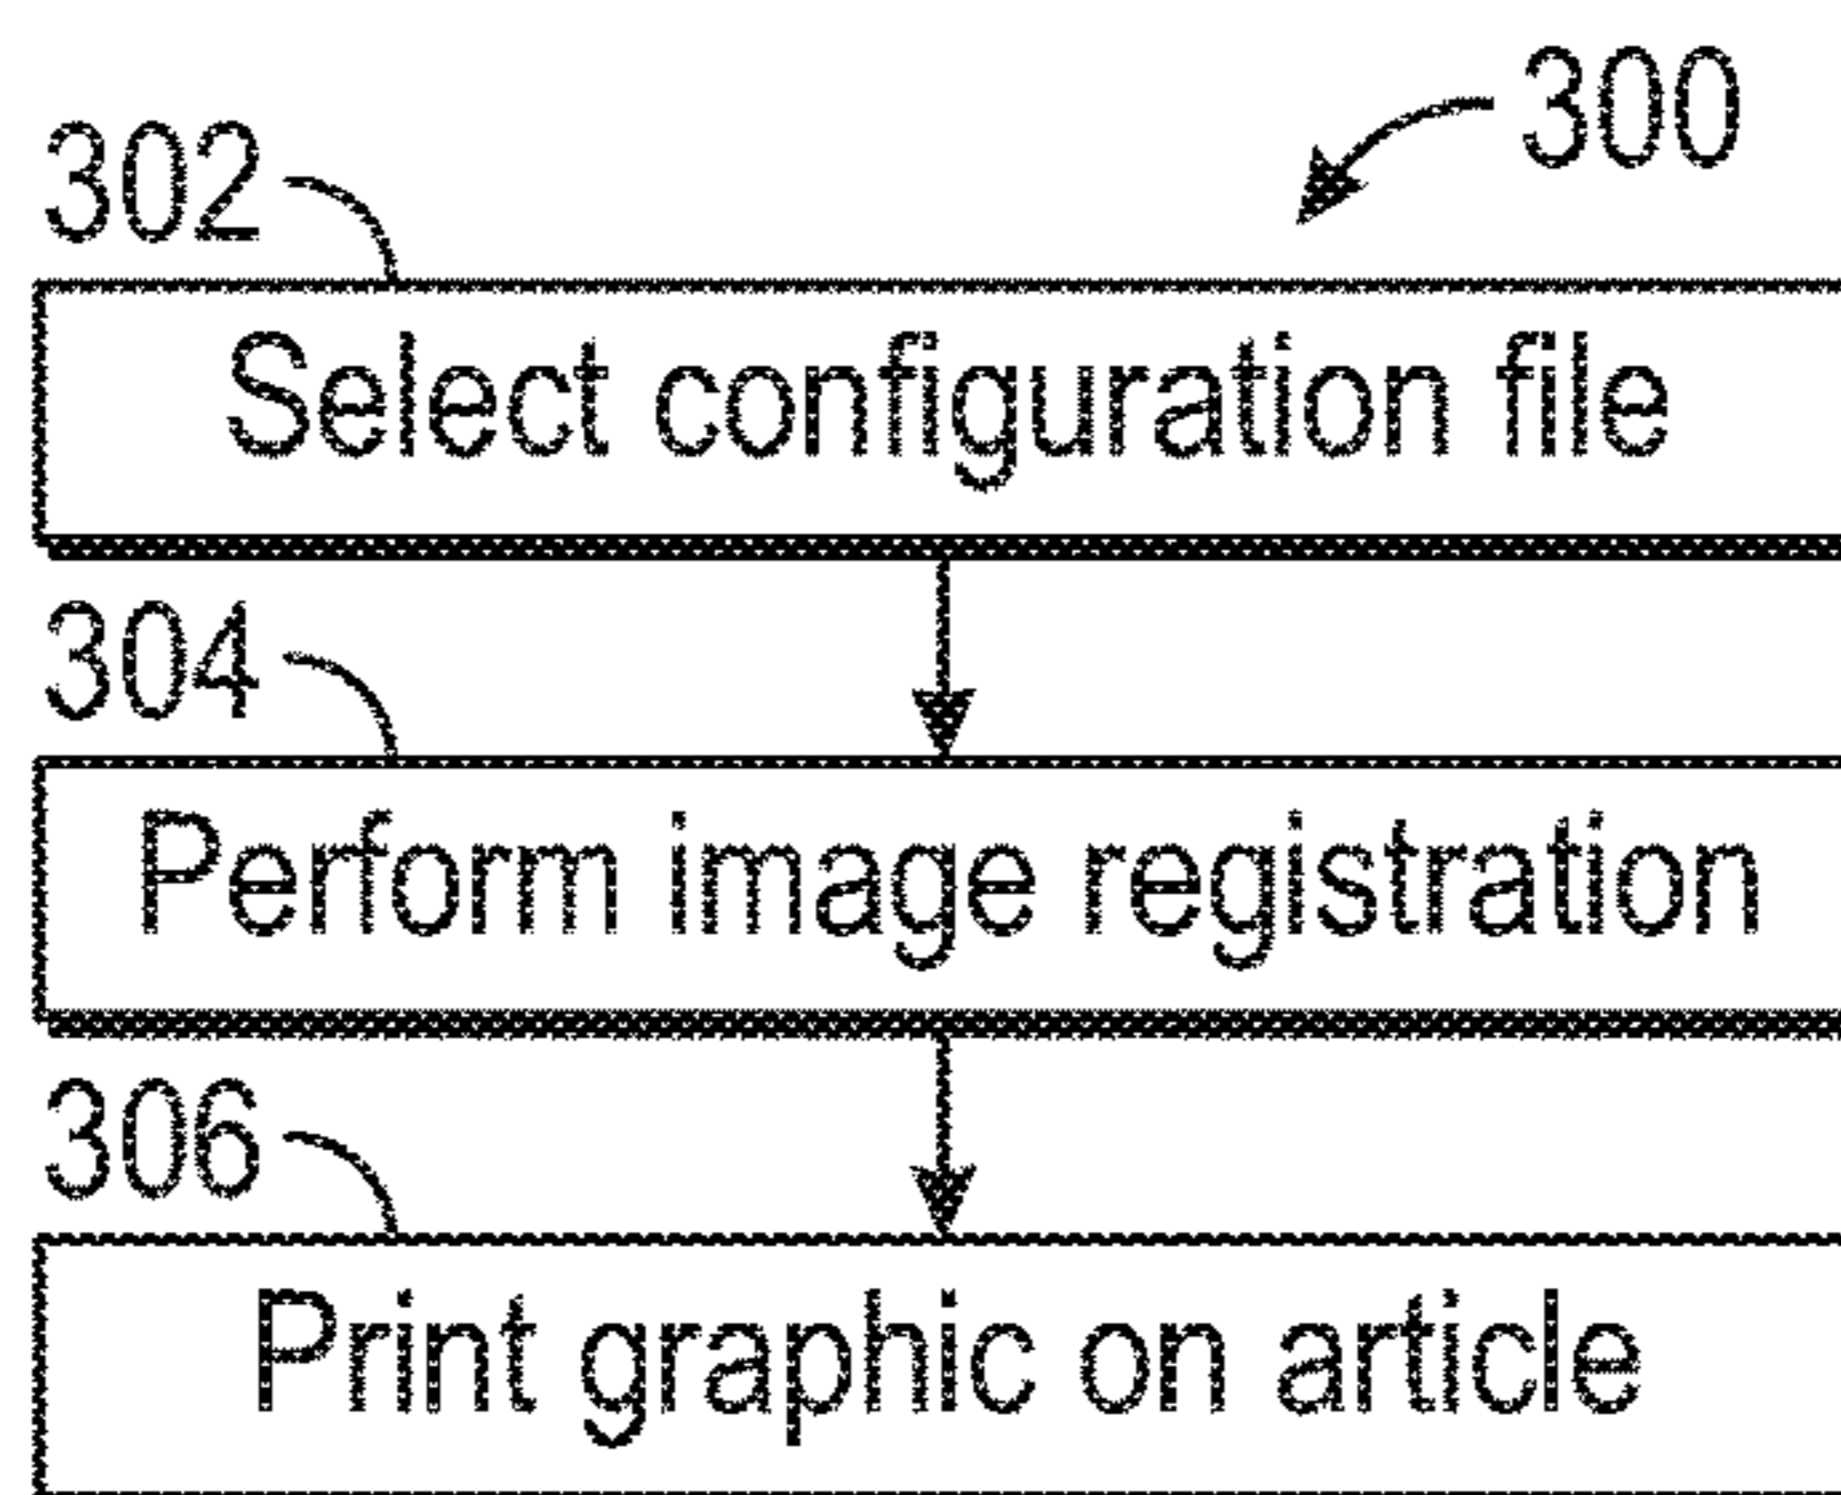 300
302
Select configuration file
304
Perform image registration
306
Print graphic on article